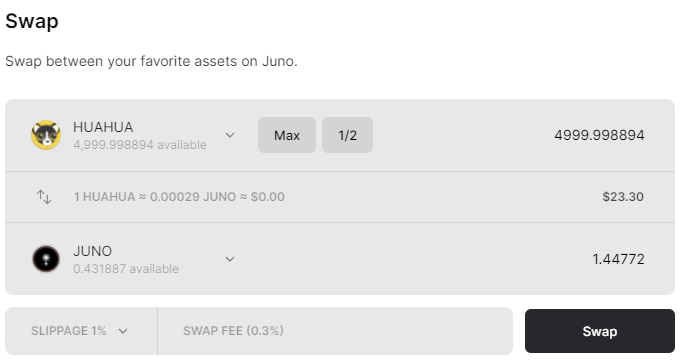 Swap
Swap between your favorite assets on Juno.
HUAHUA
4,999.998894 available
Max
1/2
4999.998894
1 HUAHUA ≈ 0.00029 JUNO ≈ $0.00
$23.30
JUNO
0.431887 available
1.44772
SLIPPAGE 1%
SWAP FEE (0.3%)
Swap